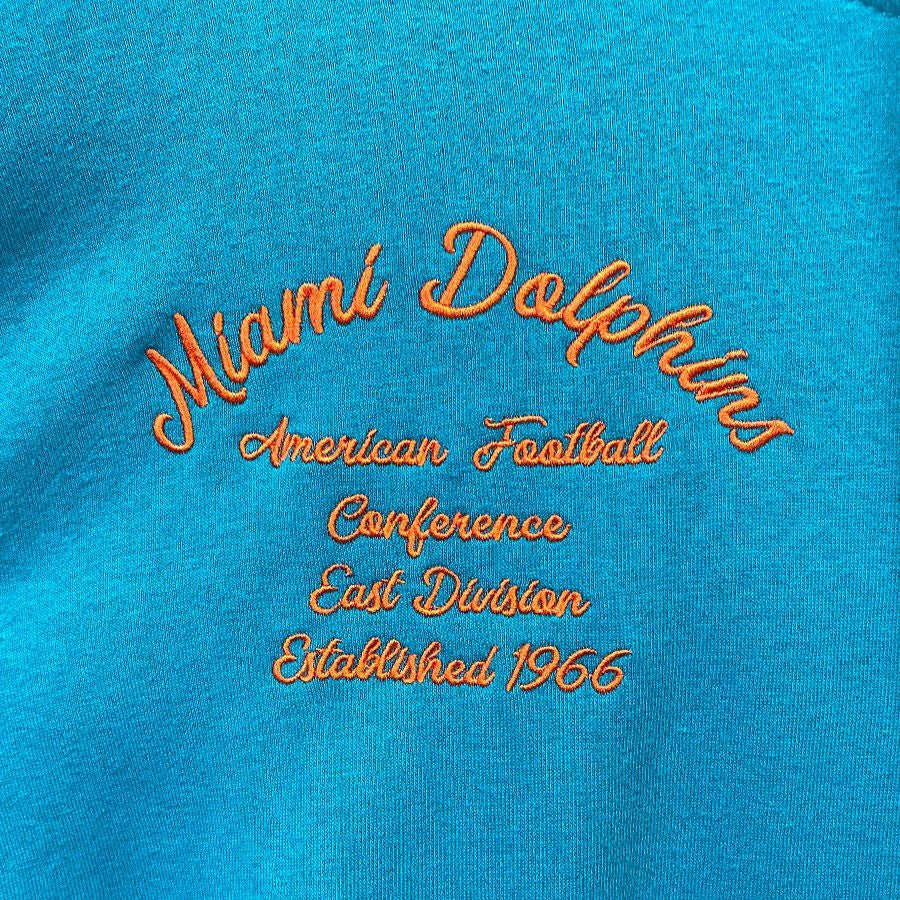 Miami Dolphins
American Football
Conference
East Division
Established 1966